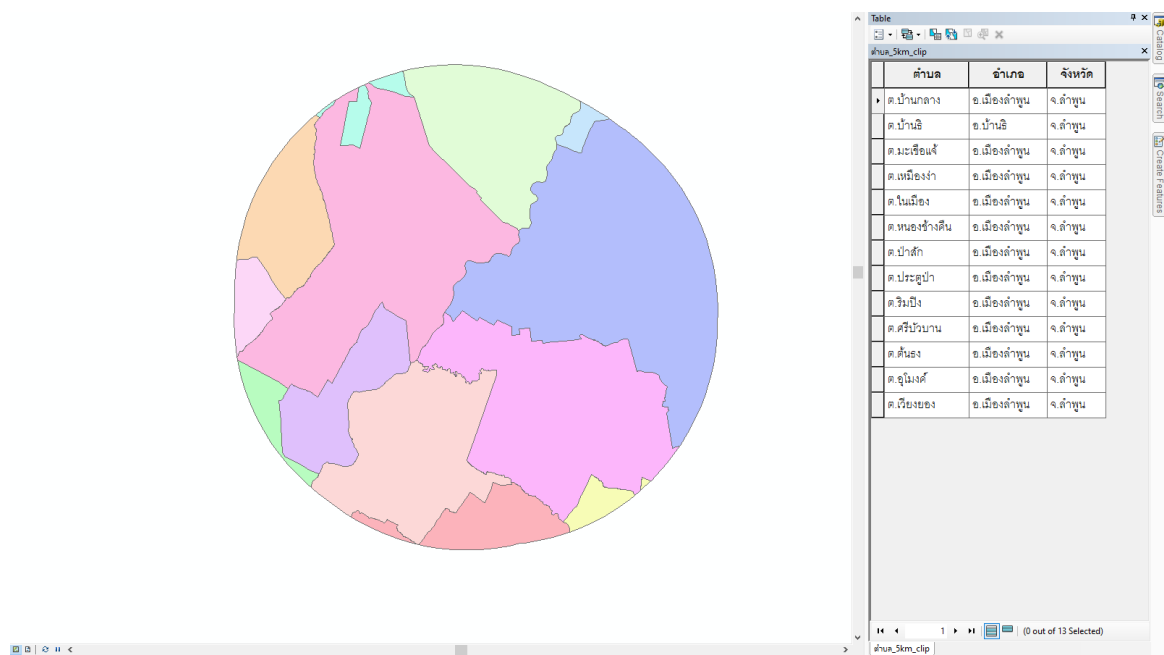 Table
ตำบล_5km_clip
ตำบล อำเภอ จังหวัด
ต.บ้านกลาง อ.เมืองลำพูน จ.ลำพูน
ต.บ้านธิ อ.บ้านธิ จ.ลำพูน
ต.มะเขือแจ้ อ.เมืองลำพูน จ.ลำพูน
ต.เหมืองง่า อ.เมืองลำพูน จ.ลำพูน
ต.ในเมือง อ.เมืองลำพูน จ.ลำพูน
ต.หนองช้างคืน อ.เมืองลำพูน จ.ลำพูน
ต.ป่าสัก อ.เมืองลำพูน จ.ลำพูน
ต.ประตูป่า อ.เมืองลำพูน จ.ลำพูน
ต.ริมปิง อ.เมืองลำพูน จ.ลำพูน
ต.ศรีบัวบาน อ.เมืองลำพูน จ.ลำพูน
ต.ต้นธง อ.เมืองลำพูน จ.ลำพูน
ต.อุโมงค์ อ.เมืองลำพูน จ.ลำพูน
ต.เวียงยอง อ.เมืองลำพูน จ.ลำพูน
1 (0 out of 13 Selected)
ตำบล_5km_clip
Catalog
Search
Create Features